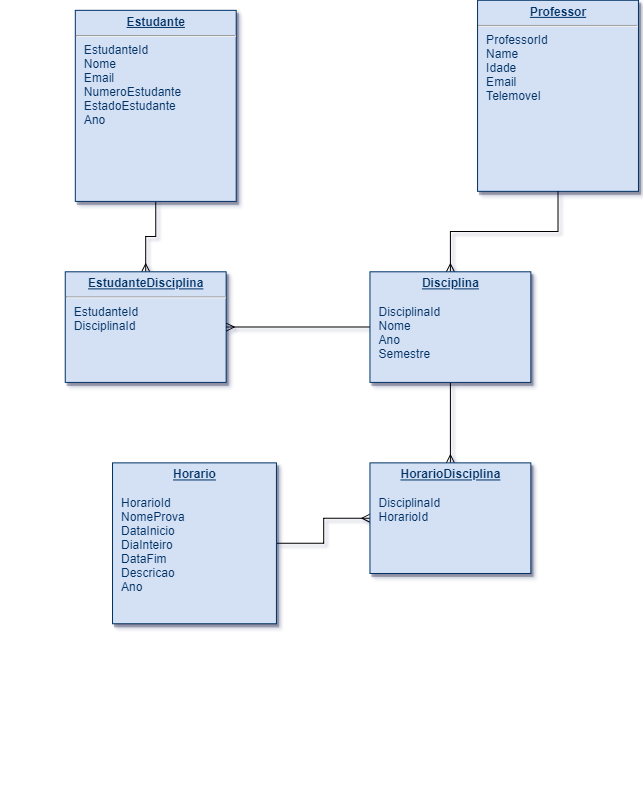 Estudante
EstudanteId
Nome
Email
NumeroEstudante
EstadoEstudante
Ano
Professor
ProfessorId
Name
Idade
Email
Telemovel
EstudanteDisciplina
EstudanteId
DisciplinaId
Disciplina
DisciplinaId
Nome
Ano
Semestre
Horario
HorarioId
NomeProva
DataInicio
DiaInteiro
DataFim
Descricao
Ano
HorarioDisciplina
DisciplinaId
HorarioId